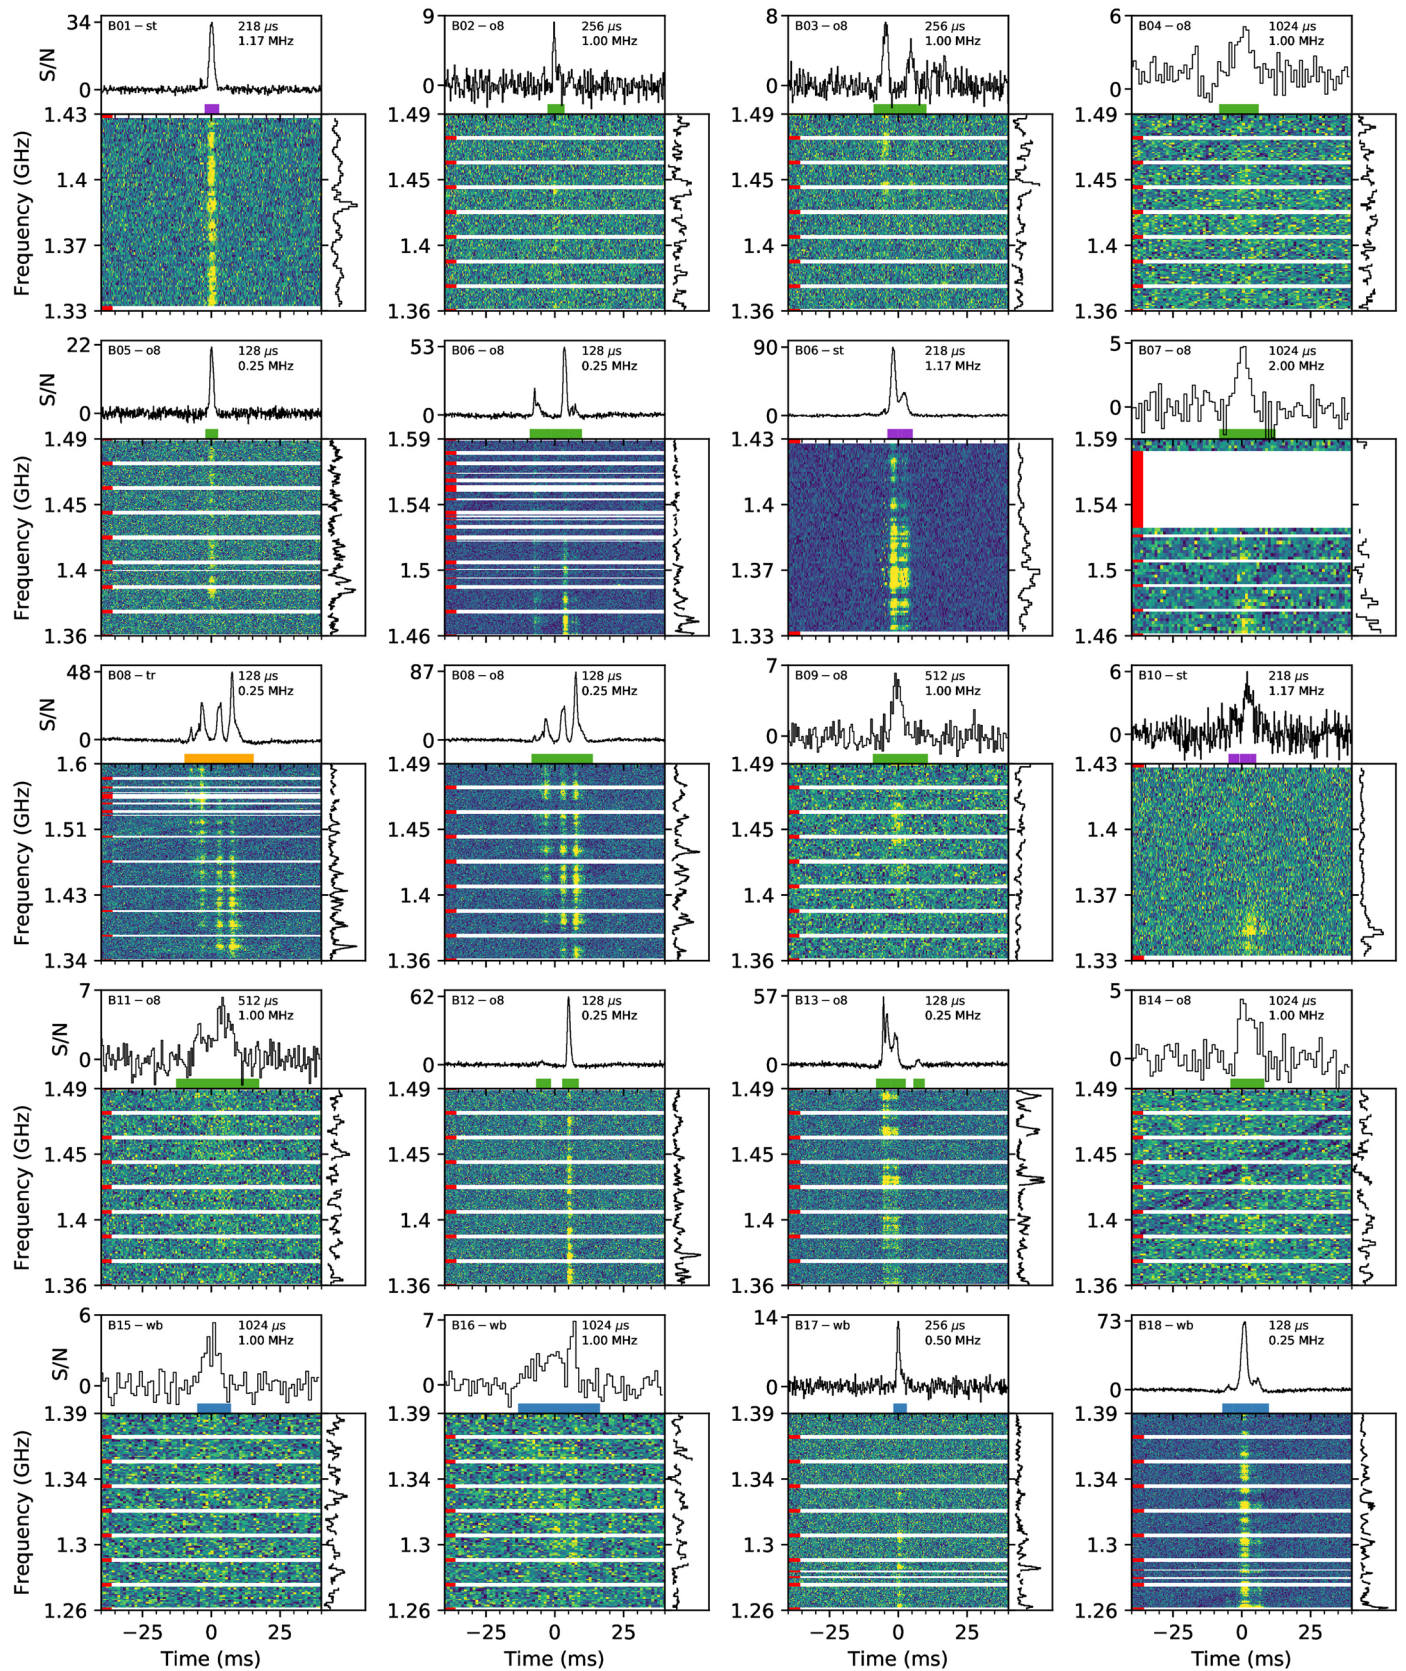 B01 − st 218 μs
1.17 MHz
34
0
S/N
1.43
1.4
1.37
1.33
Frequency (GHz)
B02 − o8 256 μs
1.00 MHz
9
0
1.49
1.45
1.4
1.36
B03 − o8 256 μs
1.00 MHz
8
0
1.49
1.45
1.4
1.36
B04 − o8 1024 μs
1.00 MHz
6
0
1.49
1.45
1.4
1.36
B05 − o8 128 μs
0.25 MHz
22
0
S/N
1.49
1.45
1.4
1.36
Frequency (GHz)
B06 − o8 128 μs
0.25 MHz
53
0
1.59
1.54
1.5
1.46
B06 − st 218 μs
1.17 MHz
90
0
1.43
1.4
1.37
1.33
B07 − o8 1024 μs
2.00 MHz
5
0
1.59
1.54
1.5
1.46
B08 − tr 128 μs
0.25 MHz
48
0
S/N
1.6
1.51
1.43
1.34
Frequency (GHz)
B08 − o8 128 μs
0.25 MHz
87
0
1.49
1.45
1.4
1.36
B09 − o8 512 μs
1.00 MHz
7
0
1.49
1.45
1.4
1.36
B10 − st 218 μs
1.17 MHz
6
0
1.43
1.4
1.37
1.33
B11 − o8 512 μs
1.00 MHz
7
0
S/N
1.49
1.45
1.4
1.36
Frequency (GHz)
B12 − o8 128 μs
0.25 MHz
62
0
1.49
1.45
1.4
1.36
B13 − o8 128 μs
0.25 MHz
57
0
1.49
1.45
1.4
1.36
B14 − o8 1024 μs
1.00 MHz
5
0
1.49
1.45
1.4
1.36
B15 − wb 1024 μs
1.00 MHz
6
0
S/N
1.39
1.34
1.3
1.26
Frequency (GHz)
−25 0 25
Time (ms)
B16 − wb 1024 μs
1.00 MHz
7
0
1.39
1.34
1.3
1.26
−25 0 25
Time (ms)
B17 − wb 256 μs
0.50 MHz
14
0
1.39
1.34
1.3
1.26
−25 0 25
Time (ms)
B18 − wb 128 μs
0.25 MHz
73
0
1.39
1.34
1.3
1.26
−25 0 25
Time (ms)